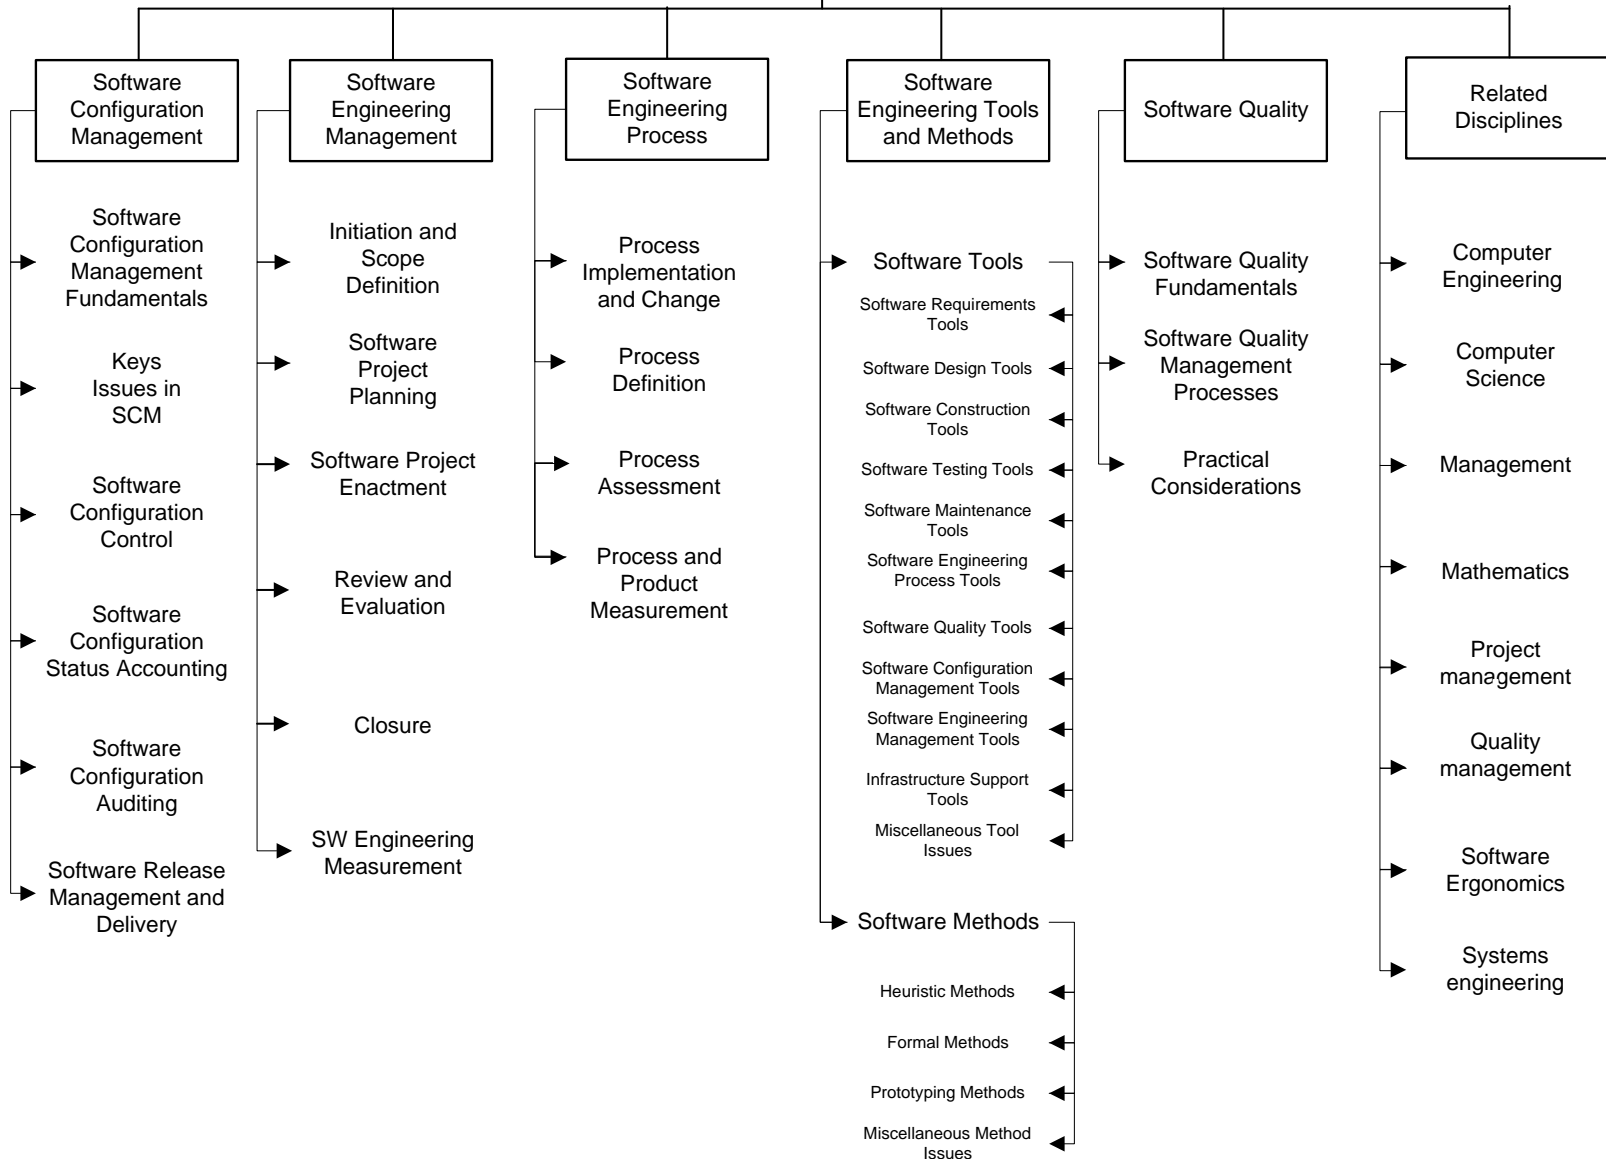 Software
Configuration
Management
Software
Configuration
Management
Fundamentals
Keys
Issues in
SCM
Software
Configuration
Control
Software
Configuration
Status Accounting
Software
Configuration
Auditing
Software Release
Management and
Delivery
Software
Engineering
Management
Initiation and
Scope
Definition
Software
Project
Planning
Software Project
Enactment
Review and
Evaluation
Closure
SW Engineering
Measurement
Software
Engineering
Process
Process
Implementation
and Change
Process
Definition
Process
Assessment
Process and
Product
Measurement
Software
Engineering Tools
and Methods
Software Tools
Software Requirements
Tools
Software Design Tools
Software Construction
Tools
Software Testing Tools
Software Maintenance
Tools
Software Engineering
Process Tools
Software Quality Tools
Software Configuration
Management Tools
Software Engineering
Management Tools
Infrastructure Support
Tools
Miscellaneous Tool
Issues
Software Methods
Heuristic Methods
Formal Methods
Prototyping Methods
Miscellaneous Method
Issues
Software Quality
Software Quality
Fundamentals
Software Quality
Management
Processes
Practical
Considerations
Related
Disciplines
Computer
Engineering
Computer
Science
Management
Mathematics
Project
management
Quality
management
Software
Ergonomics
Systems
engineering